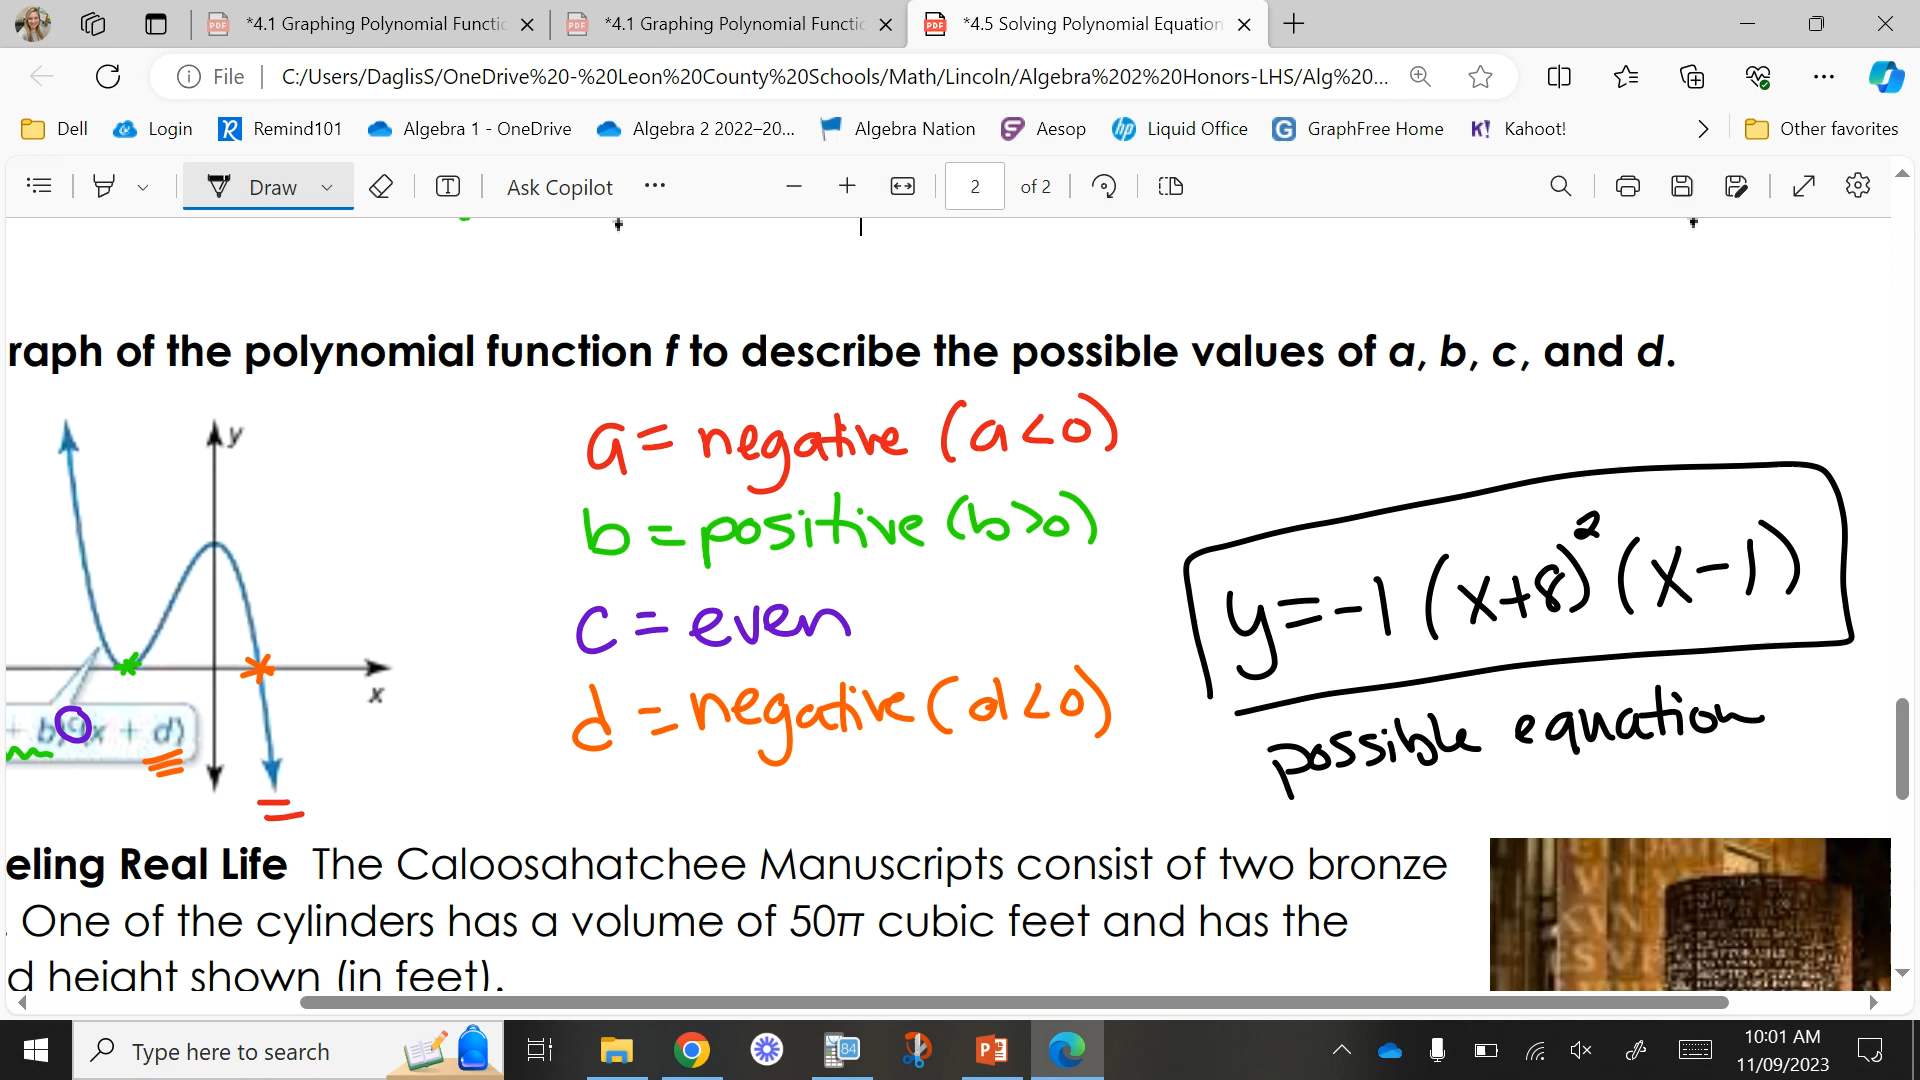 *4.1 Graphing Polynomial Functic
*4.1 Graphing Polynomial Functic
*4.5 Solving Polynomial Equation
File
C:/Users/DaglisS/OneDrive%20-%20Leon%20County%20Schools/Math/Lincoln/Algebra%202%20Honors-LHS/Alg%20...
Dell
Login
Remind101
Algebra 1 - OneDrive
Algebra 2 2022-20...
Algebra Nation
Aesop
Liquid Office
GraphFree Home
K! Kahoot!
Other favorites
Draw
Ask Copilot
2 of 2
raph of the polynomial function f to describe the possible values of a, b, c, and d.
y
x
+ b)ᶜ(x + d)
a = negative (a<0)
b = positive (b>0)
c = even
d = negative (d<0)
y = -1 (x+8)² (x-1)
possible equation
eling Real Life The Caloosahatchee Manuscripts consist of two bronze
. One of the cylinders has a volume of 50π cubic feet and has the
d height shown (in feet).
Type here to search
84
10:01 AM
11/09/2023